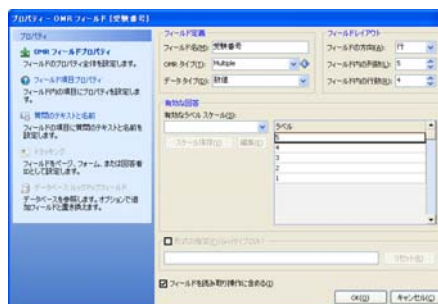 プロパティ - OMR フィールド [受験番号]
プロパティ
OMR フィールドプロパティ
フィールドのプロパティ全体を設定します。
フィールド項目プロパティ
フィールド内の項目にプロパティを設定します。
質問のテキストと名前
フィールドの項目に質問のテキストと名前を設定します。
トラッキング
フィールドをページ、フォーム、または回答者IDとして設定します。
データベース ルックアップフィールド
データベースを参照します。オプションで追加フィールドと置き換えます。
フィールド定義
フィールド名(M): 受験番号
OMR タイプ(T): Multiple
データ タイプ(D): 数値
フィールドレイアウト
フィールドの方向(A): 行
フィールド内の列数(L): 5
フィールド内の行数(R): 4
有効な回答
有効なラベル スケール(S):
編集(E)
ラベル
5
4
3
2
1
フィールドを読み取り操作に含める(I)
OK(O)
キャンセル(C)